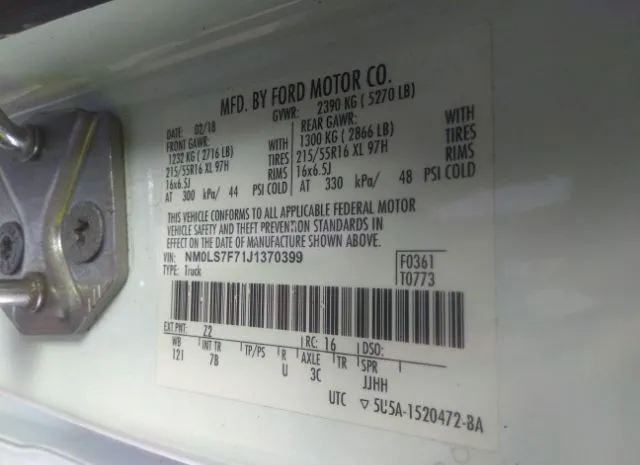 MFD. BY FORD MOTOR CO.
DATE: 02/18 GVWR: 2390 KG ( 5270 LB)
FRONT GAWR: REAR GAWR: WITH
1232 KG ( 2716 LB) 1300 KG ( 2866 LB) TIRES
215/55R16 XL 97H TIRES 215/55R16 XL 97H RIMS
16x6.5J RIMS 16x6.5J
AT 300 kPa/ 44 PSI COLD AT 330 kPa/ 48 PSI COLD
THIS VEHICLE CONFORMS TO ALL APPLICABLE FEDERAL MOTOR
VEHICLE SAFETY AND THEFT PREVENTION STANDARDS IN
EFFECT ON THE DATE OF MANUFACTURE SHOWN ABOVE.
VIN: NM0LS7F71J1370399 F0361
TYPE: Truck T0773
EXT PNT: Z2 RC: 16 DSO:
WB INT TR TP/PS R AXLE TR SPR
121 7B U 3C JJHH
UTC ▽ 5U5A-1520472-BA